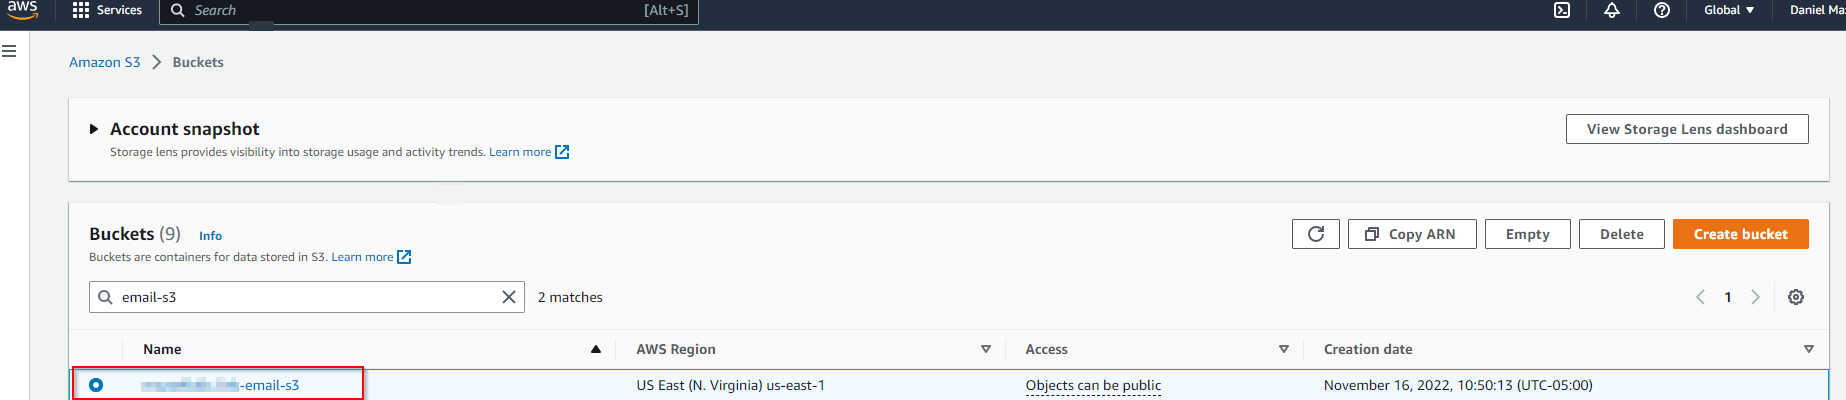 aws Services Search [Alt+S] Global Daniel Ma
Amazon S3 Buckets
Account snapshot
View Storage Lens dashboard
Storage lens provides visibility into storage usage and activity trends. Learn more
Buckets (9) Info
Copy ARN Empty Delete Create bucket
Buckets are containers for data stored in S3. Learn more
email-s3 2 matches 1
Name AWS Region Access Creation date
-email-s3 US East (N. Virginia) us-east-1 Objects can be public November 16, 2022, 10:50:13 (UTC-05:00)